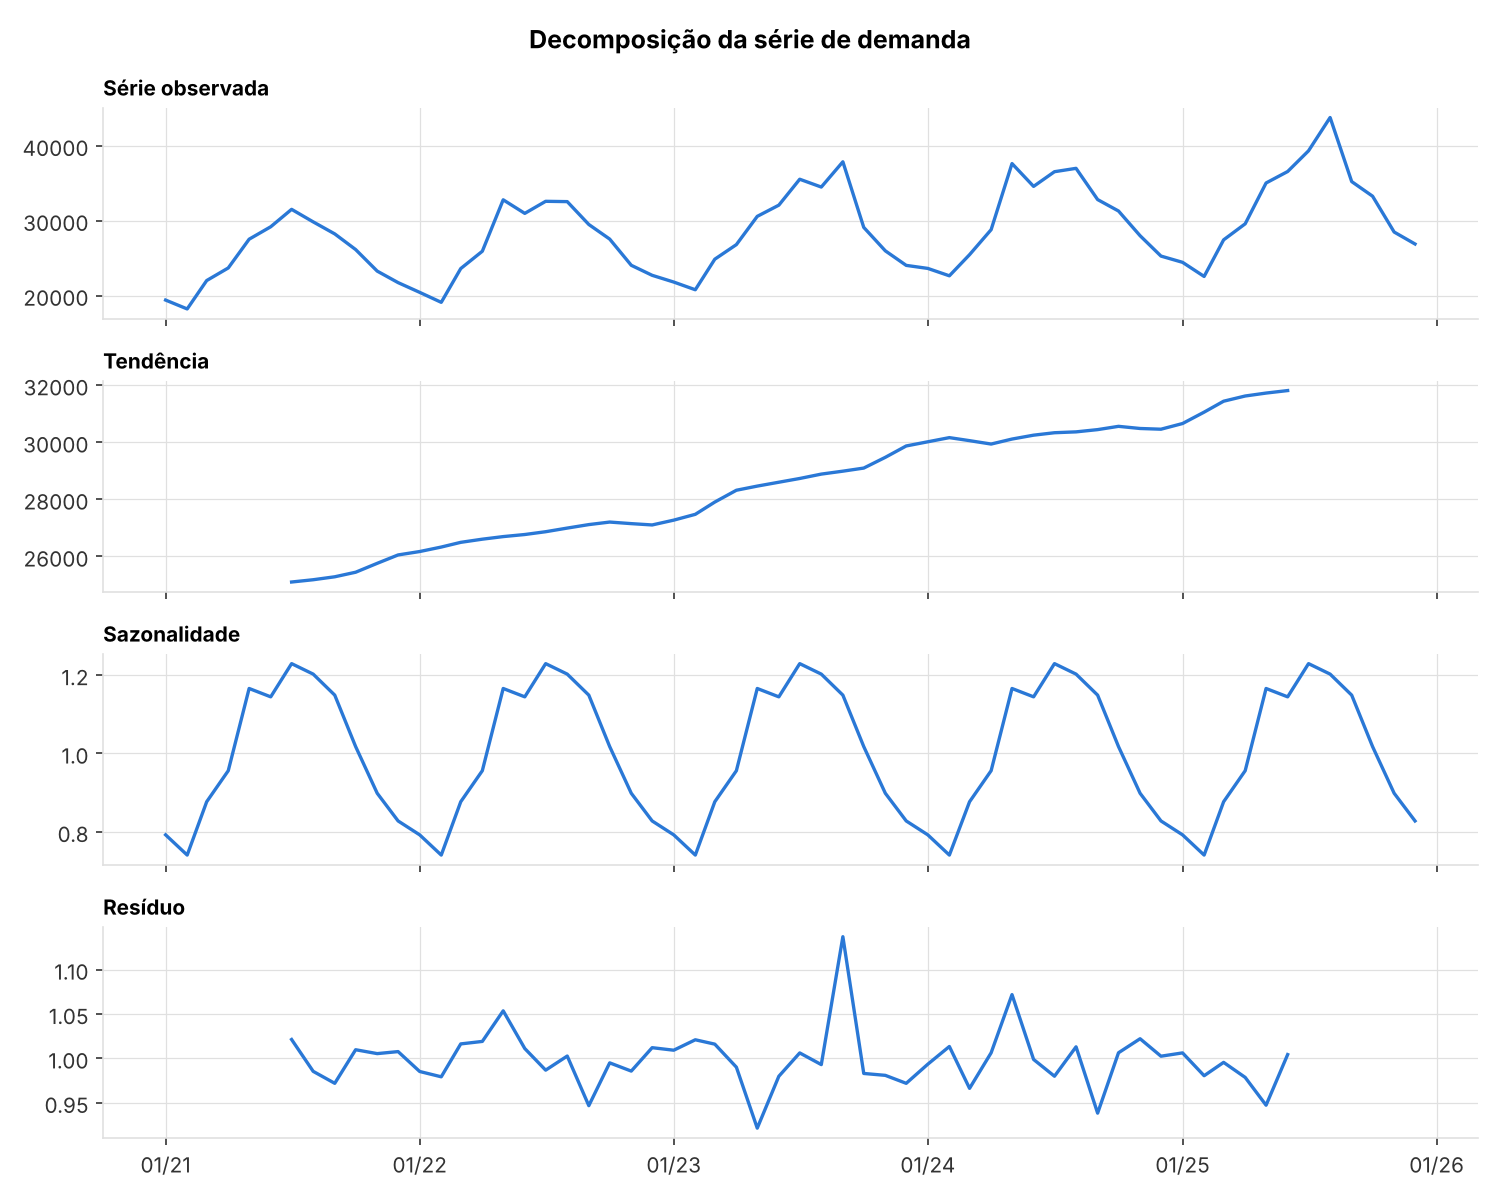 Decomposição da série de demanda
Série observada
40000
30000
20000
Tendência
32000
30000
28000
26000
Sazonalidade
1.2
1.0
0.8
Resíduo
1.10
1.05
1.00
0.95
01/21 01/22 01/23 01/24 01/25 01/26